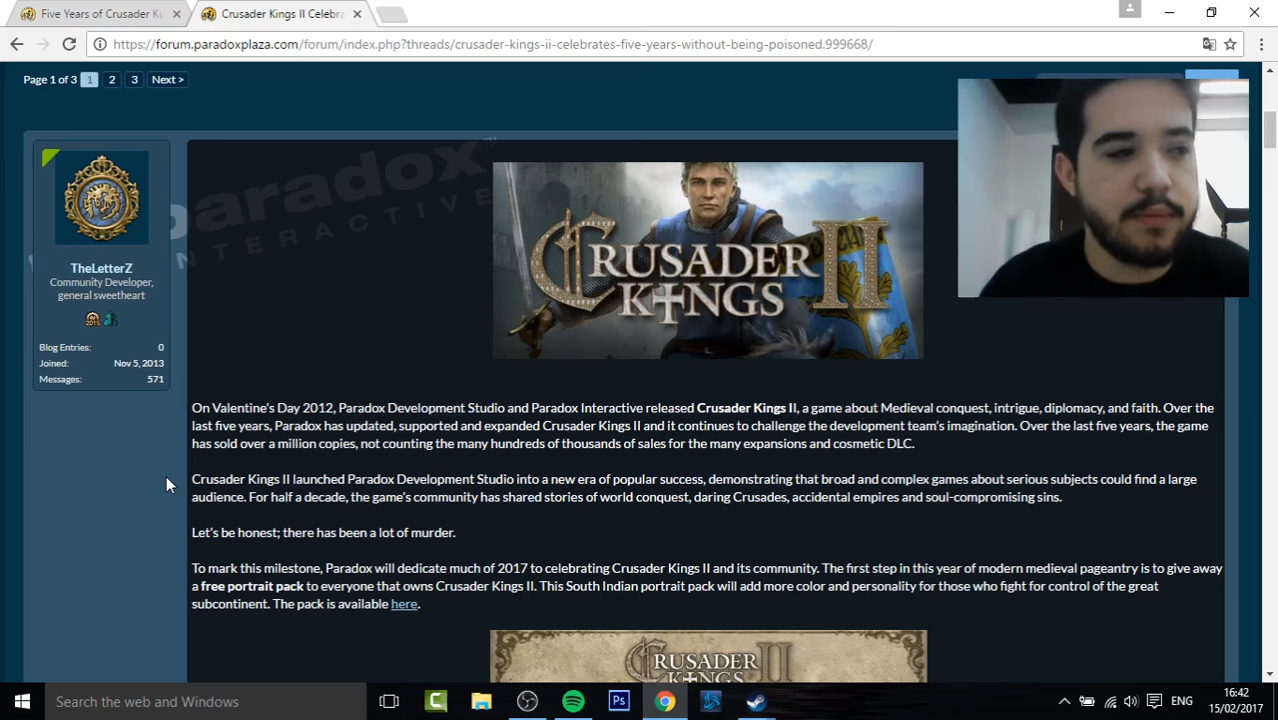 Five Years of Crusader Ki
Crusader Kings II Celebra
https://forum.paradoxplaza.com/forum/index.php?threads/crusader-kings-ii-celebrates-five-years-without-being-poisoned.999668/
Page 1 of 3 1 2 3 Next >
paradox
INTERACTIVE
CRUSADER
KINGS II
TheLetterZ
Community Developer,
general sweetheart
Blog Entries: 0
Joined: Nov 5, 2013
Messages: 571
On Valentine's Day 2012, Paradox Development Studio and Paradox Interactive released Crusader Kings II, a game about Medieval conquest, intrigue, diplomacy, and faith. Over the
last five years, Paradox has updated, supported and expanded Crusader Kings II and it continues to challenge the development team's imagination. Over the last five years, the game
has sold over a million copies, not counting the many hundreds of thousands of sales for the many expansions and cosmetic DLC.
Crusader Kings II launched Paradox Development Studio into a new era of popular success, demonstrating that broad and complex games about serious subjects could find a large
audience. For half a decade, the game's community has shared stories of world conquest, daring Crusades, accidental empires and soul-compromising sins.
Let's be honest; there has been a lot of murder.
To mark this milestone, Paradox will dedicate much of 2017 to celebrating Crusader Kings II and its community. The first step in this year of modern medieval pageantry is to give away
a free portrait pack to everyone that owns Crusader Kings II. This South Indian portrait pack will add more color and personality for those who fight for control of the great
subcontinent. The pack is available here.
CRUSADER II
Search the web and Windows
Ps
ENG
16:42
15/02/2017